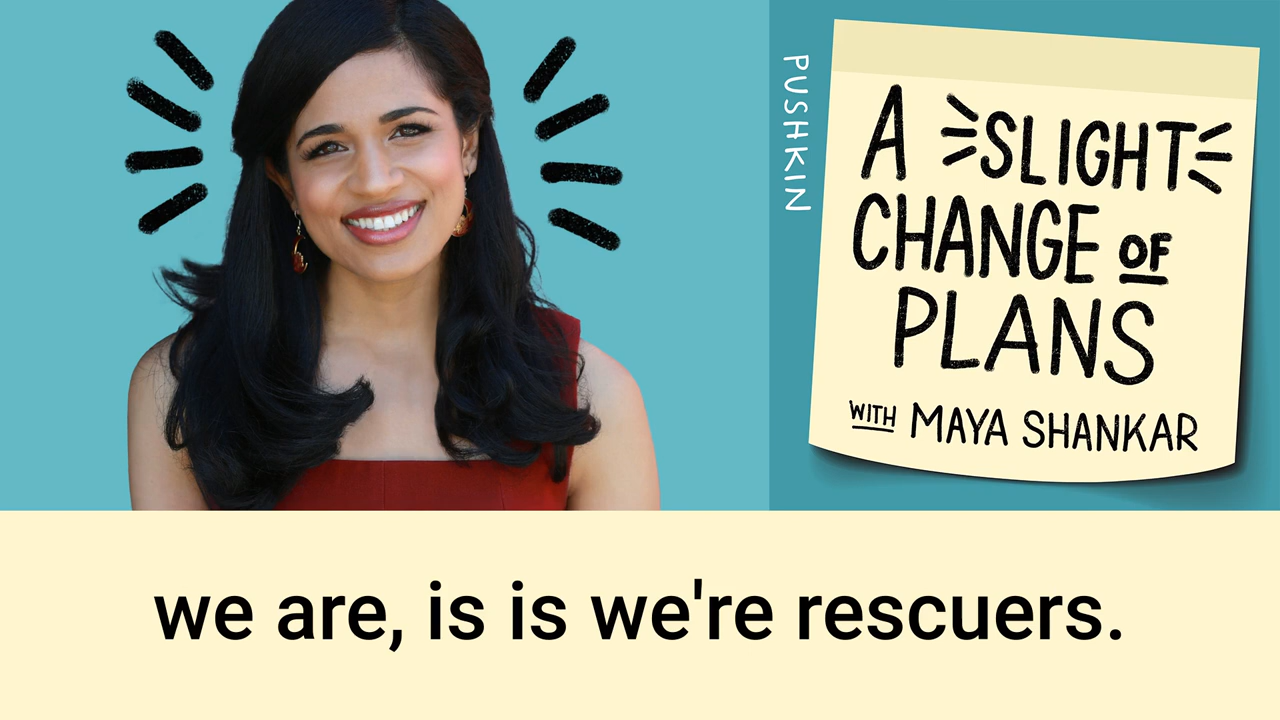 PUSHKIN
A SLIGHT
CHANGE OF
PLANS
WITH MAYA SHANKAR
we are, is is we're rescuers.